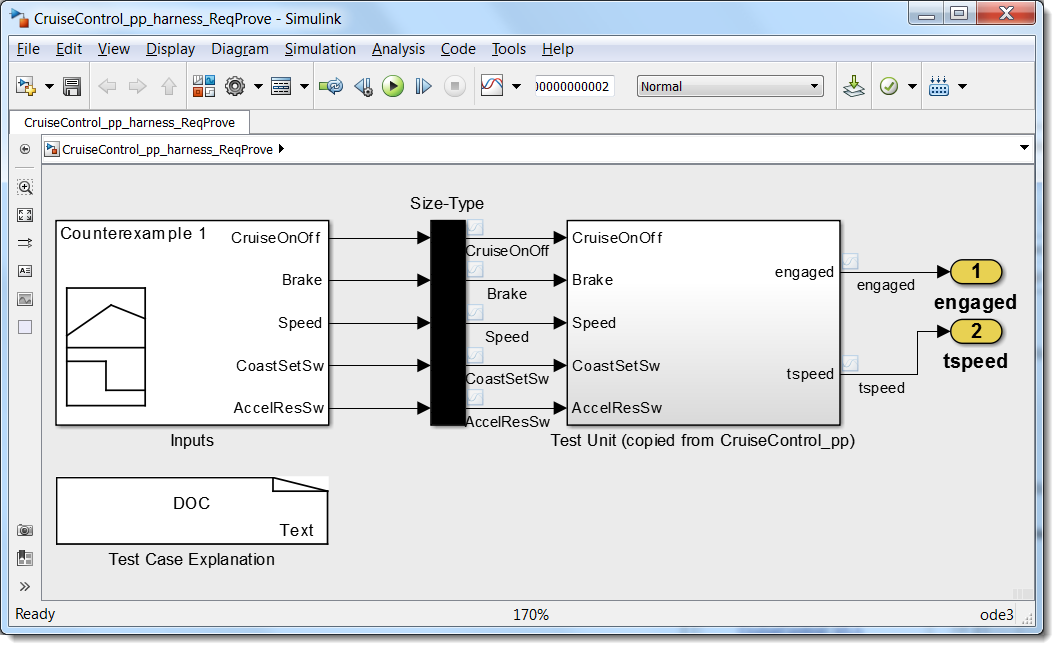 CruiseControl_pp_harness_ReqProve - Simulink
File Edit View Display Diagram Simulation Analysis Code Tools Help
00000000002 Normal
CruiseControl_pp_harness_ReqProve
CruiseControl_pp_harness_ReqProve
Size-Type
Counterexample 1
CruiseOnOff
Brake
Speed
CoastSetSw
AccelResSw
Inputs
CruiseOnOff
Brake
Speed
CoastSetSw
AccelResSw
CruiseOnOff
Brake
Speed
CoastSetSw
AccelResSw
engaged
tspeed
Test Unit (copied from CruiseControl_pp)
engaged
tspeed
1
engaged
2
tspeed
DOC
Text
Test Case Explanation
Ready 170% ode3